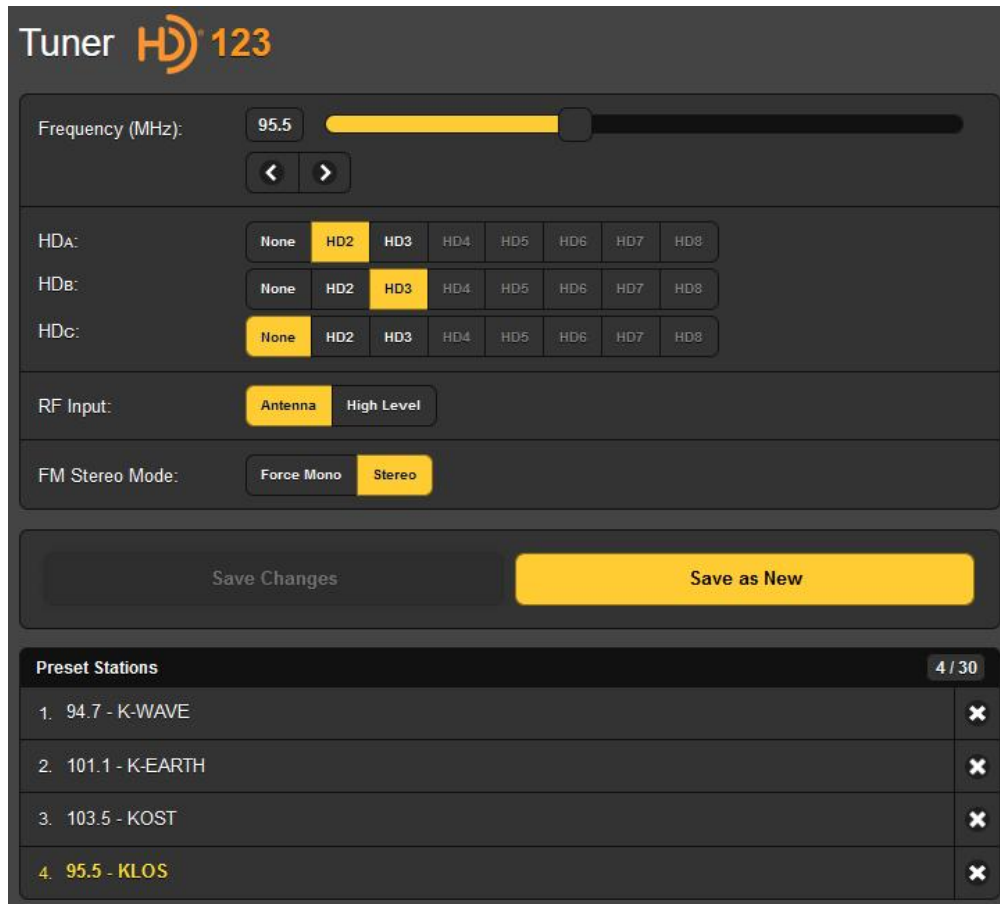 Tuner HD® 123
Frequency (MHz): 95.5
HDA: None HD2 HD3 HD4 HD5 HD6 HD7 HD8
HDB: None HD2 HD3 HD4 HD5 HD6 HD7 HD8
HDC: None HD2 HD3 HD4 HD5 HD6 HD7 HD8
RF Input: Antenna High Level
FM Stereo Mode: Force Mono Stereo
Save Changes Save as New
Preset Stations 4 / 30
1. 94.7 - K-WAVE
2. 101.1 - K-EARTH
3. 103.5 - KOST
4. 95.5 - KLOS